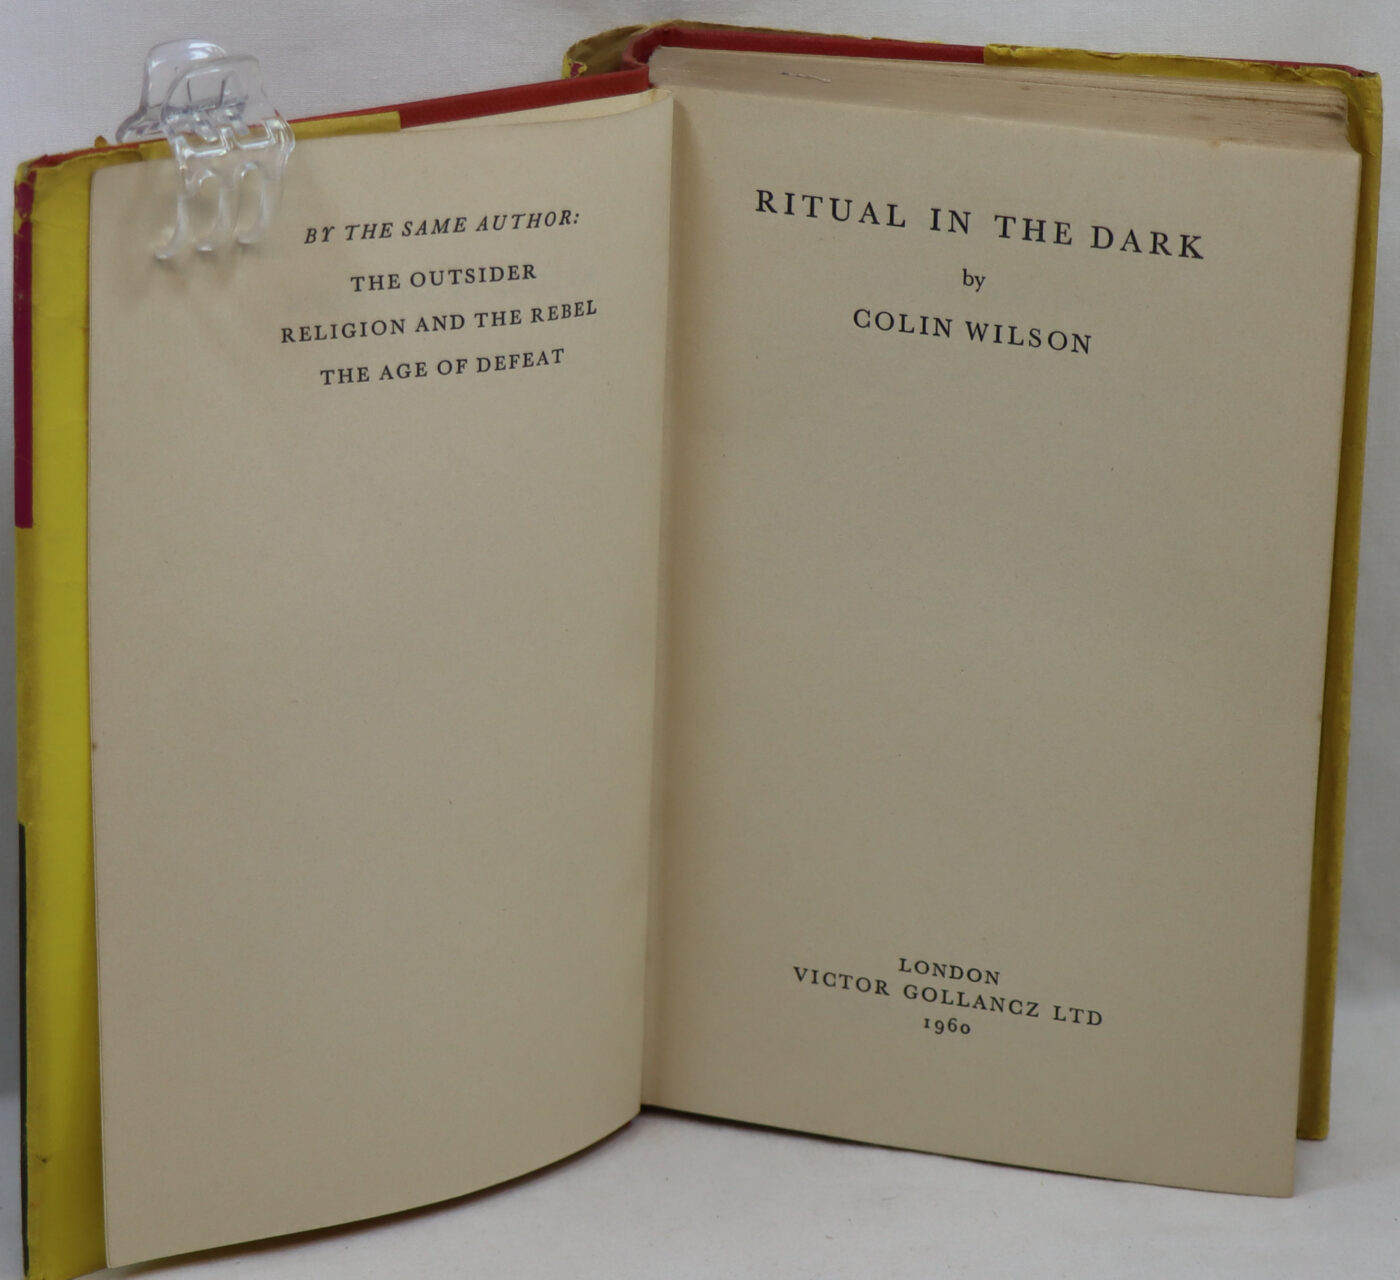 BY THE SAME AUTHOR:
THE OUTSIDER
RELIGION AND THE REBEL
THE AGE OF DEFEAT
RITUAL IN THE DARK
by
COLIN WILSON
LONDON
VICTOR GOLLANCZ LTD
1960